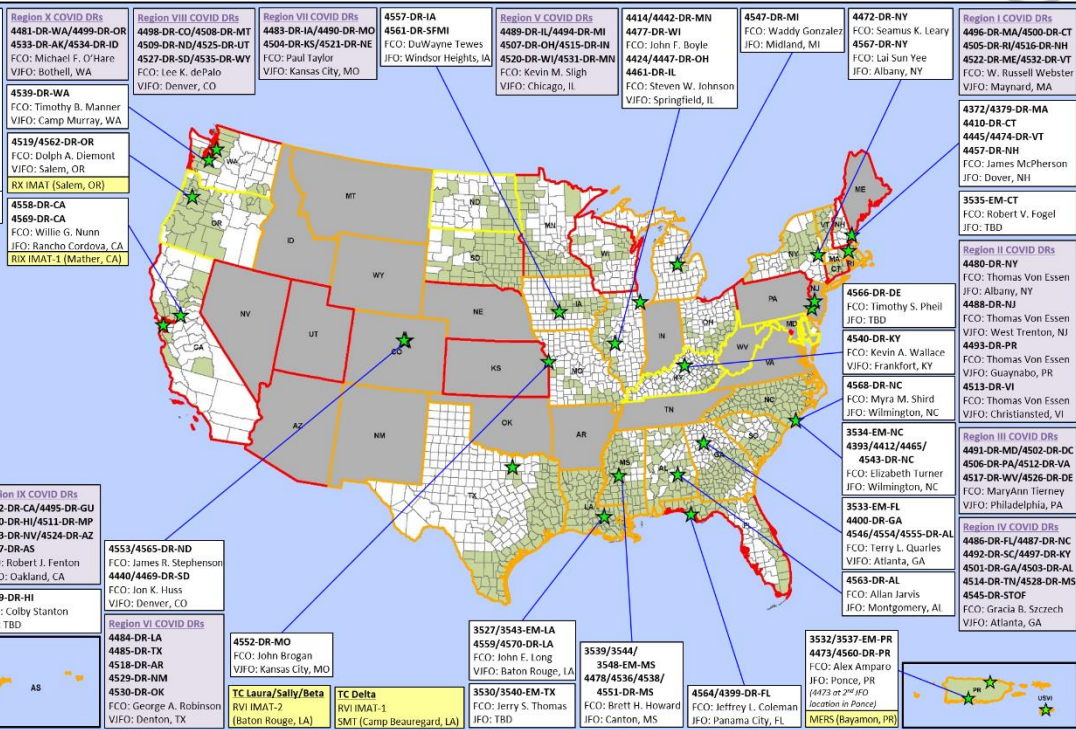 Region X COVID DRs
4481-DR-WA/4499-DR-OR
4533-DR-AK/4534-DR-ID
FCO: Michael F. O'Hare
VJFO: Bothell, WA
Region VIII COVID DRs
4498-DR-CO/4508-DR-MT
4509-DR-ND/4525-DR-UT
4527-DR-SD/4535-DR-WY
FCO: Lee K. dePalo
VJFO: Denver, CO
Region VII COVID DRs
4483-DR-IA/4490-DR-MO
4504-DR-KS/4521-DR-NE
FCO: Paul Taylor
VJFO: Kansas City, MO
4557-DR-IA
4561-DR-SFMI
FCO: DuWayne Tewes
JFO: Windsor Heights, IA
Region V COVID DRs
4489-DR-IL/4494-DR-MI
4507-DR-OH/4515-DR-IN
4520-DR-WI/4531-DR-MN
FCO: Kevin M. Sligh
VJFO: Chicago, IL
4414/4442-DR-MN
4477-DR-WI
FCO: John F. Boyle
4424/4447-DR-OH
4461-DR-IL
FCO: Steven W. Johnson
VJFO: Springfield, IL
4547-DR-MI
FCO: Waddy Gonzalez
JFO: Midland, MI
4472-DR-NY
FCO: Seamus K. Leary
4567-DR-NY
FCO: Lai Sun Yee
JFO: Albany, NY
Region I COVID DRs
4496-DR-MA/4500-DR-CT
4505-DR-RI/4516-DR-NH
4522-DR-ME/4532-DR-VT
FCO: W. Russell Webster
VJFO: Maynard, MA
4539-DR-WA
FCO: Timothy B. Manner
VJFO: Camp Murray, WA
4519/4562-DR-OR
FCO: Dolph A. Diemont
VJFO: Salem, OR
RX IMAT (Salem, OR)
4558-DR-CA
4569-DR-CA
FCO: Willie G. Nunn
JFO: Rancho Cordova, CA
RIX IMAT-1 (Mather, CA)
4372/4379-DR-MA
4410-DR-CT
4445/4474-DR-VT
4457-DR-NH
FCO: James McPherson
JFO: Dover, NH
3535-EM-CT
FCO: Robert V. Fogel
JFO: TBD
Region II COVID DRs
4480-DR-NY
FCO: Thomas Von Essen
JFO: Albany, NY
4488-DR-NJ
FCO: Thomas Von Essen
VJFO: West Trenton, NJ
4493-DR-PR
FCO: Thomas Von Essen
VJFO: Guaynabo, PR
4513-DR-VI
FCO: Thomas Von Essen
VJFO: Christiansted, VI
4566-DR-DE
FCO: Timothy S. Pheil
JFO: TBD
4540-DR-KY
FCO: Kevin A. Wallace
VJFO: Frankfort, KY
4568-DR-NC
FCO: Myra M. Shird
JFO: Wilmington, NC
3534-EM-NC
4393/4412/4465/
4543-DR-NC
FCO: Elizabeth Turner
JFO: Wilmington, NC
3533-EM-FL
4400-DR-GA
4546/4554/4555-DR-AL
FCO: Terry L. Quarles
VJFO: Atlanta, GA
4563-DR-AL
FCO: Allan Jarvis
JFO: Montgomery, AL
Region III COVID DRs
4491-DR-MD/4502-DR-DC
4506-DR-PA/4512-DR-VA
4517-DR-WV/4526-DR-DE
FCO: MaryAnn Tierney
VJFO: Philadelphia, PA
Region IV COVID DRs
4486-DR-FL/4487-DR-NC
4492-DR-SC/4497-DR-KY
4501-DR-GA/4503-DR-AL
4514-DR-TN/4528-DR-MS
4545-DR-STOF
FCO: Gracia B. Szczech
VJFO: Atlanta, GA
WA
OR
CA
NV
ID
MT
WY
UT
AZ
NM
CO
ND
SD
NE
KS
OK
TX
MN
IA
MO
AR
LA
WI
IL
IN
OH
KY
TN
MS
AL
GA
FL
SC
NC
VA
WV
MD
PA
NY
NJ
CT
RI
MA
VT
NH
ME
gion IX COVID DRs
2-DR-CA/4495-DR-GU
0-DR-HI/4511-DR-MP
3-DR-NV/4524-DR-AZ
7-DR-AS
: Robert J. Fenton
O: Oakland, CA
9-DR-HI
: Colby Stanton
TBD
AS
4553/4565-DR-ND
FCO: James R. Stephenson
4440/4469-DR-SD
FCO: Jon K. Huss
VJFO: Denver, CO
Region VI COVID DRs
4484-DR-LA
4485-DR-TX
4518-DR-AR
4529-DR-NM
4530-DR-OK
FCO: George A. Robinson
VJFO: Denton, TX
4552-DR-MO
FCO: John Brogan
VJFO: Kansas City, MO
TC Laura/Sally/Beta
RVI IMAT-2
(Baton Rouge, LA)
TC Delta
RVI IMAT-1
SMT (Camp Beauregard, LA)
3527/3543-EM-LA
4559/4570-DR-LA
FCO: John E. Long
VJFO: Baton Rouge, LA
3530/3540-EM-TX
FCO: Jerry S. Thomas
JFO: TBD
3539/3544/
3548-EM-MS
4478/4536/4538/
4551-DR-MS
FCO: Brett H. Howard
JFO: Canton, MS
4564/4399-DR-FL
FCO: Jeffrey L. Coleman
JFO: Panama City, FL
3532/3537-EM-PR
4473/4560-DR-PR
FCO: Alex Amparo
JFO: Ponce, PR
(4473 at 2nd JFO
location in Ponce)
MERS (Bayamon, PR)
PR
USVI